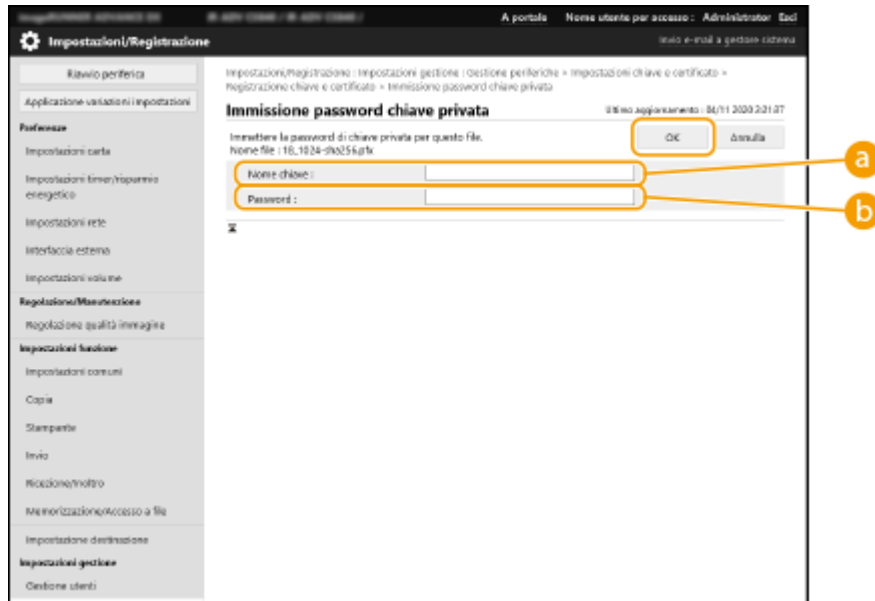 A portale Nome utente per accesso : Administrator Esci
Impostazioni/Registrazione
Invio e-mail a gestore sistema
Riavvio periferica
Applicazione variazioni impostazioni
Preferenze
Impostazioni carta
Impostazioni timer/risparmio
energetico
Impostazioni rete
Interfaccia esterna
Impostazioni volume
Regolazione/Manutenzione
Regolazione qualità immagine
Impostazioni funzione
Impostazioni comuni
Copia
Stampante
Invio
Ricezione/Inoltro
Memorizzazione/Accesso a file
Impostazione destinazione
Impostazioni gestione
Gestione utenti
Impostazioni/Registrazione : Impostazioni gestione : Gestione periferiche > Impostazioni chiave e certificato >
Registrazione chiave e certificato > Immissione password chiave privata
Immissione password chiave privata
Ultimo aggiornamento : 04/11 2020 2:21:37
Immettere la password di chiave privata per questo file.
Nome file : 18_1024-sha256.pfx
OK Annulla
Nome chiave :
a
Password :
b